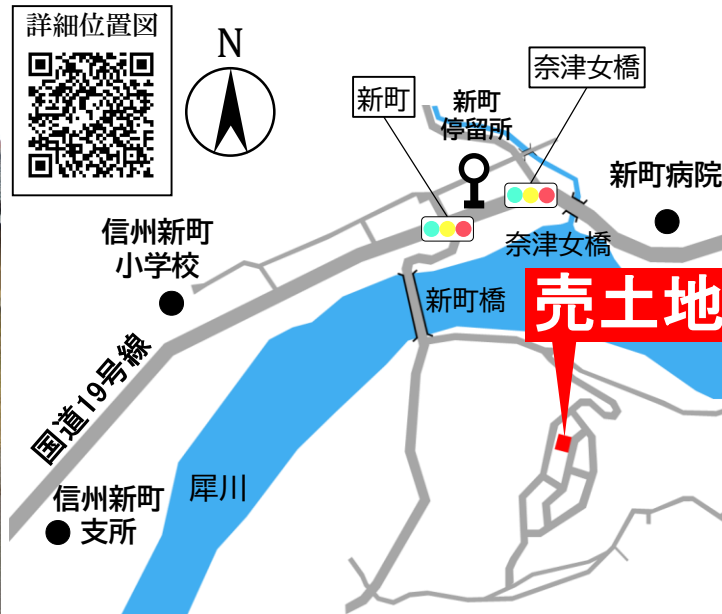 詳細位置図
N
奈津女橋
新町
新町
停留所
新町病院
信州新町
小学校
奈津女橋
新町橋
売土地
国道19号線
信州新町
支所
犀川